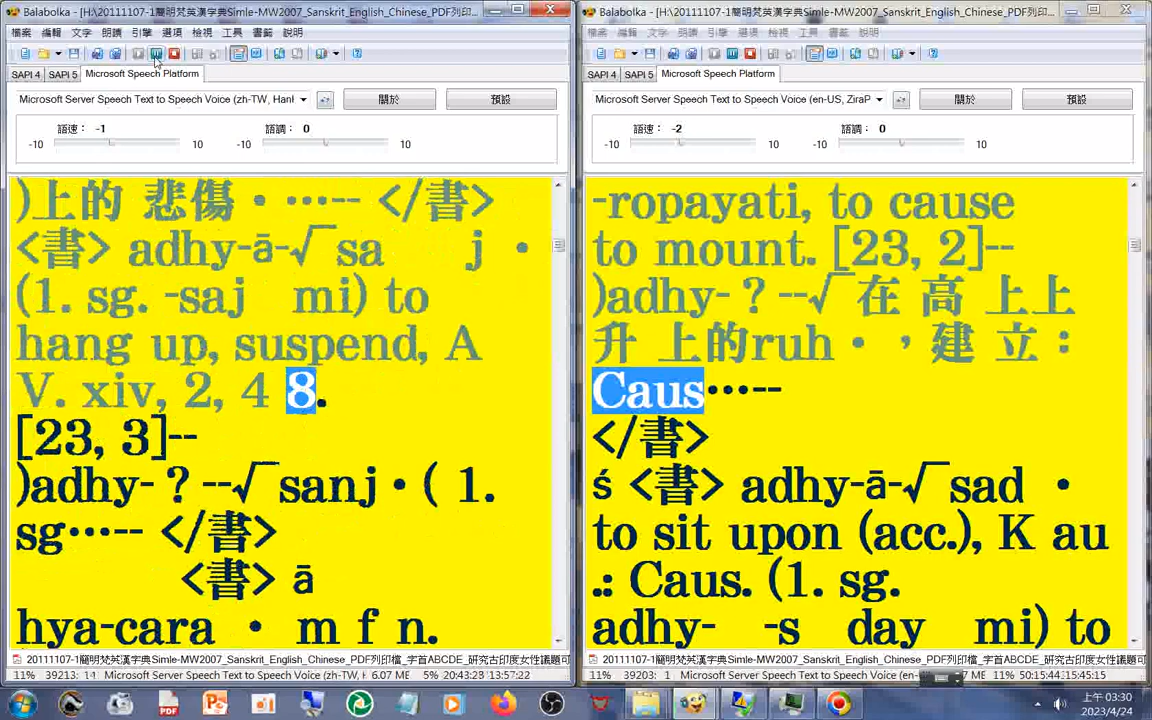 Balabolka - [H:\20111107-1簡明梵英漢字典Simle-MW2007_Sanskrit_English_Chinese_PDF列印...
檔案 編輯 文字 朗讀 引擎 選項 檢視 工具 書籤 說明
SAPI 4 SAPI 5 Microsoft Speech Platform
Microsoft Server Speech Text to Speech Voice (zh-TW, HanH
關於 預設
語速： -1 語調： 0
-10 10 -10 10
)上的 悲傷‧…-- </書>
<書> adhy-ā-√sa j •
(1. sg. -saj mi) to
hang up, suspend, A
V. xiv, 2, 4 8.
[23, 3]--
)adhy-？--√sanj•( 1.
sg…-- </書>
<書> ā
hya-cara • m f n.
20111107-1簡明梵英漢字典Simle-MW2007_Sanskrit_English_Chinese_PDF列印檔_字首ABCDE_研究古印度女性議題可
11% 39213: 14 Microsoft Server Speech Text to Speech Voice (zh-TW, H 6.07 ME 5% 20:43:23-13:57:22
Balabolka - [H:\20111107-1簡明梵英漢字典Simle-MW2007_Sanskrit_English_Chinese_PDF列印...
檔案 編輯 文字 朗讀 引擎 選項 檢視 工具 書籤 說明
SAPI 4 SAPI 5 Microsoft Speech Platform
Microsoft Server Speech Text to Speech Voice (en-US, ZiraP
關於 預設
語速： -2 語調： 0
-10 10 -10 10
-ropayati, to cause
to mount. [23, 2]--
)adhy-？--√在 高 上上
升 上的ruh•，建 立：
Caus…--
</書>
ś <書> adhy-ā-√sad •
to sit upon (acc.), K au
.: Caus. (1. sg.
adhy- -s day mi) to
20111107-1簡明梵英漢字典Simle-MW2007_Sanskrit_English_Chinese_PDF列印檔_字首ABCDE_研究古印度女性議題可
11% 39203: 1 Microsoft Server Speech Text to Speech Voice (en-U ME 11% 50:15:44-15:45:15
上午 03:30
2023/4/24